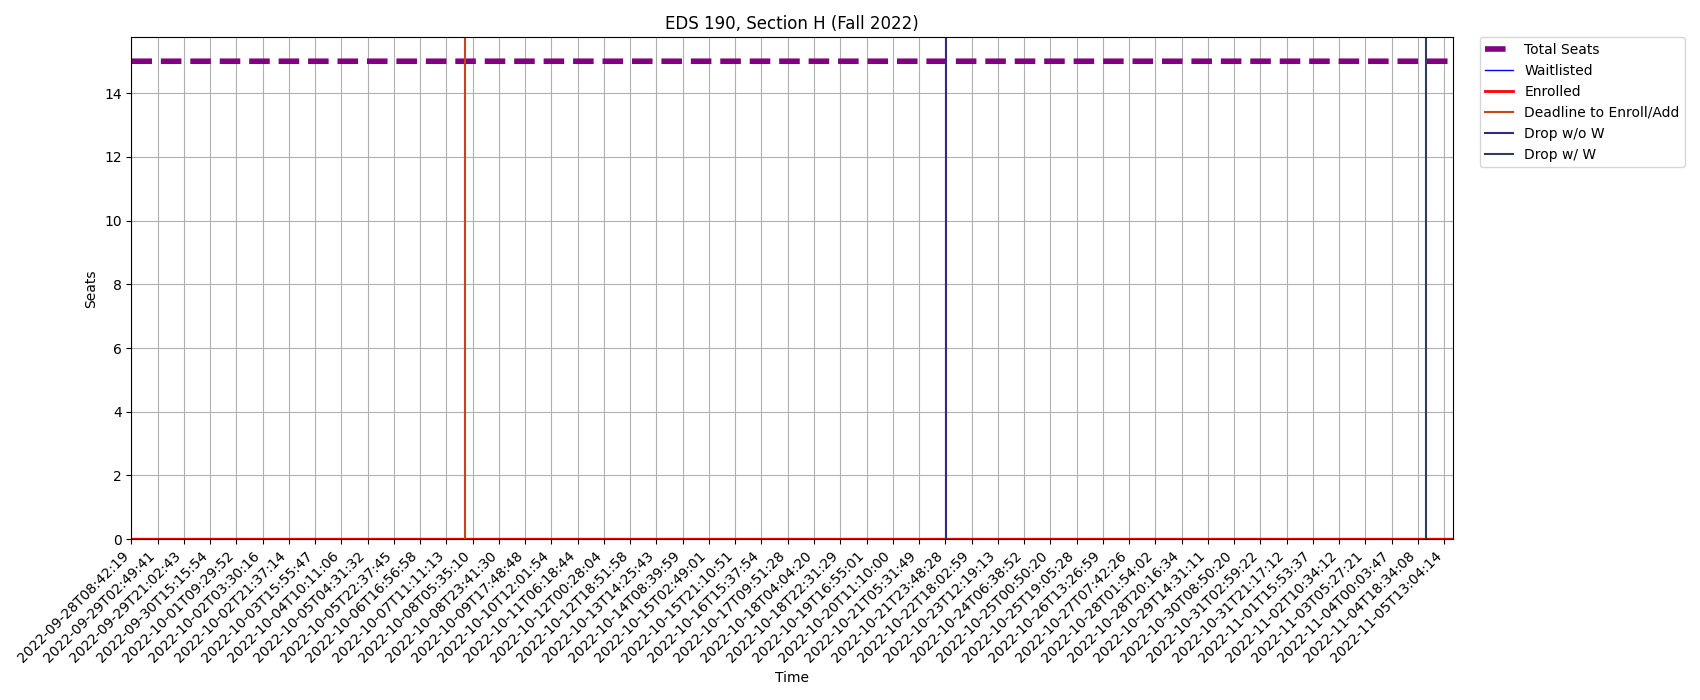 EDS 190, Section H (Fall 2022)
Total Seats
Waitlisted
Enrolled
Deadline to Enroll/Add
Drop w/o W
Drop w/ W
Seats
14
12
10
8
6
4
2
0
2022-09-28T08:42:19
2022-09-29T02:49:41
2022-09-29T21:02:43
2022-09-30T15:15:54
2022-10-01T09:29:52
2022-10-02T03:30:16
2022-10-02T21:37:14
2022-10-03T15:55:47
2022-10-04T10:11:06
2022-10-05T04:31:32
2022-10-05T22:37:45
2022-10-06T16:56:58
2022-10-07T11:11:13
2022-10-08T05:35:10
2022-10-08T23:41:30
2022-10-09T17:48:48
2022-10-10T12:01:54
2022-10-11T06:18:44
2022-10-12T00:28:04
2022-10-12T18:51:58
2022-10-13T14:25:43
2022-10-14T08:39:59
2022-10-15T02:49:01
2022-10-15T21:10:51
2022-10-16T15:37:54
2022-10-17T09:51:28
2022-10-18T04:04:20
2022-10-18T22:31:29
2022-10-19T16:55:01
2022-10-20T11:10:00
2022-10-21T05:31:49
2022-10-21T23:48:28
2022-10-22T18:02:59
2022-10-23T12:19:13
2022-10-24T06:38:52
2022-10-25T00:50:20
2022-10-25T19:05:28
2022-10-26T13:26:59
2022-10-27T07:42:26
2022-10-28T01:54:02
2022-10-28T20:16:34
2022-10-29T14:31:11
2022-10-30T08:50:20
2022-10-31T02:59:22
2022-10-31T21:17:12
2022-11-01T15:53:37
2022-11-02T10:34:12
2022-11-03T05:27:21
2022-11-04T00:03:47
2022-11-04T18:34:08
2022-11-05T13:04:14
Time